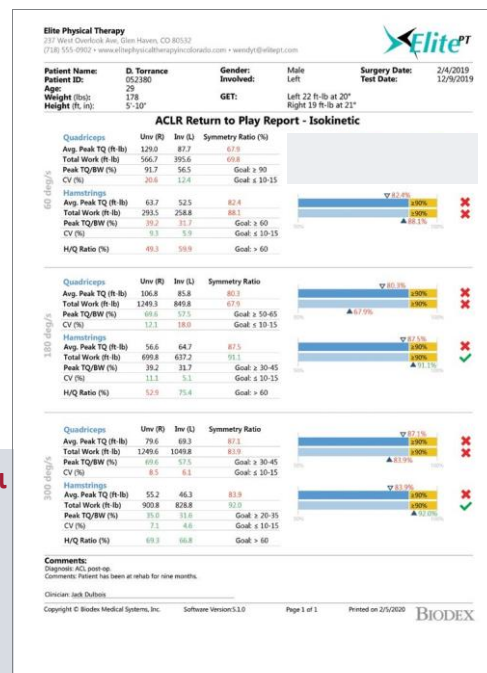 Elite Physical Therapy
237 West Overlook Ave, Glen Haven, CO 80532
(718) 555-0902 • www.elitephysicaltherapyincolorado.com • wendyt@elitept.com
Elite PT
Patient Name: D. Torrance Gender: Male Surgery Date: 2/4/2019
Patient ID: 052380 Involved: Left Test Date: 12/9/2019
Age: 29
Weight (lbs): 178 GET: Left 22 ft-lb at 20°
Height (ft, in): 5'-10" Right 19 ft-lb at 21°
ACLR Return to Play Report - Isokinetic
60 deg/s
Quadriceps Unv (R) Inv (L) Symmetry Ratio (%)
Avg. Peak TQ (ft-lb) 129.0 87.7 67.9
Total Work (ft-lb) 566.7 395.6 69.8
Peak TQ/BW (%) 91.7 56.5 Goal: ≥ 90
CV (%) 20.6 12.4 Goal: ≤ 10-15
Hamstrings
Avg. Peak TQ (ft-lb) 63.7 52.5 82.4
Total Work (ft-lb) 293.5 258.8 88.1
Peak TQ/BW (%) 39.2 31.7 Goal: ≥ 60
CV (%) 9.3 5.9 Goal: ≤ 10-15
H/Q Ratio (%) 49.3 59.9 Goal: > 60
82.4%
≥90%
≥90%
88.1%
180 deg/s
Quadriceps Unv (R) Inv (L) Symmetry Ratio
Avg. Peak TQ (ft-lb) 106.8 85.8 80.3
Total Work (ft-lb) 1249.3 849.8 67.9
Peak TQ/BW (%) 69.6 57.5 Goal: ≥ 50-65
CV (%) 12.1 18.0 Goal: ≤ 10-15
Hamstrings
Avg. Peak TQ (ft-lb) 56.6 64.7 87.5
Total Work (ft-lb) 699.8 637.2 91.1
Peak TQ/BW (%) 39.2 31.7 Goal: ≥ 30-45
CV (%) 11.1 5.1 Goal: ≤ 10-15
H/Q Ratio (%) 52.9 75.4 Goal: > 60
80.3%
≥90%
≥90%
67.9%
87.5%
≥90%
≥90%
91.1%
300 deg/s
Quadriceps Unv (R) Inv (L) Symmetry Ratio
Avg. Peak TQ (ft-lb) 79.6 69.3 87.1
Total Work (ft-lb) 1249.6 1049.8 83.9
Peak TQ/BW (%) 69.6 57.5 Goal: ≥ 30-45
CV (%) 8.5 6.1 Goal: ≤ 10-15
Hamstrings
Avg. Peak TQ (ft-lb) 55.2 46.3 83.9
Total Work (ft-lb) 900.8 828.8 92.0
Peak TQ/BW (%) 35.0 31.6 Goal: ≥ 20-35
CV (%) 7.1 4.6 Goal: ≤ 10-15
H/Q Ratio (%) 69.3 66.8 Goal: > 60
87.1%
≥90%
≥90%
83.9%
83.9%
≥90%
≥90%
92.0%
Comments:
Diagnosis: ACL post-op.
Comments: Patient has been at rehab for nine months.
Clinician: Jack Dulbois
Copyright © Biodex Medical Systems, Inc. Software Version:5.1.0 Page 1 of 1 Printed on 2/5/2020 BIODEX